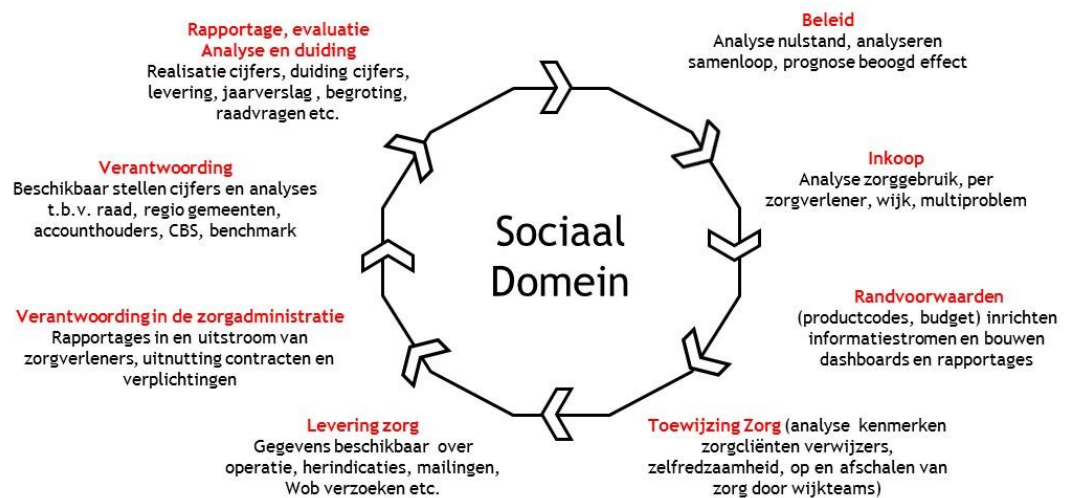 Beleid
Analyse nulstand, analyseren
samenloop, prognose beoogd effect
Inkoop
Analyse zorggebruik, per
zorgverlener, wijk, multiproblem
Randvoorwaarden
(productcodes, budget) inrichten
informatiestromen en bouwen
dashboards en rapportages
Toewijzing Zorg (analyse kenmerken
zorgcliënten verwijzers,
zelfredzaamheid, op en afschalen van
zorg door wijkteams)
Levering zorg
Gegevens beschikbaar over
operatie, herindicaties, mailingen,
Wob verzoeken etc.
Verantwoording in de zorgadministratie
Rapportages in en uitstroom van
zorgverleners, uitnutting contracten en
verplichtingen
Verantwoording
Beschikbaar stellen cijfers en analyses
t.b.v. raad, regio gemeenten,
accounthouders, CBS, benchmark
Rapportage, evaluatie
Analyse en duiding
Realisatie cijfers, duiding cijfers,
levering, jaarverslag , begroting,
raadvragen etc.
Sociaal
Domein